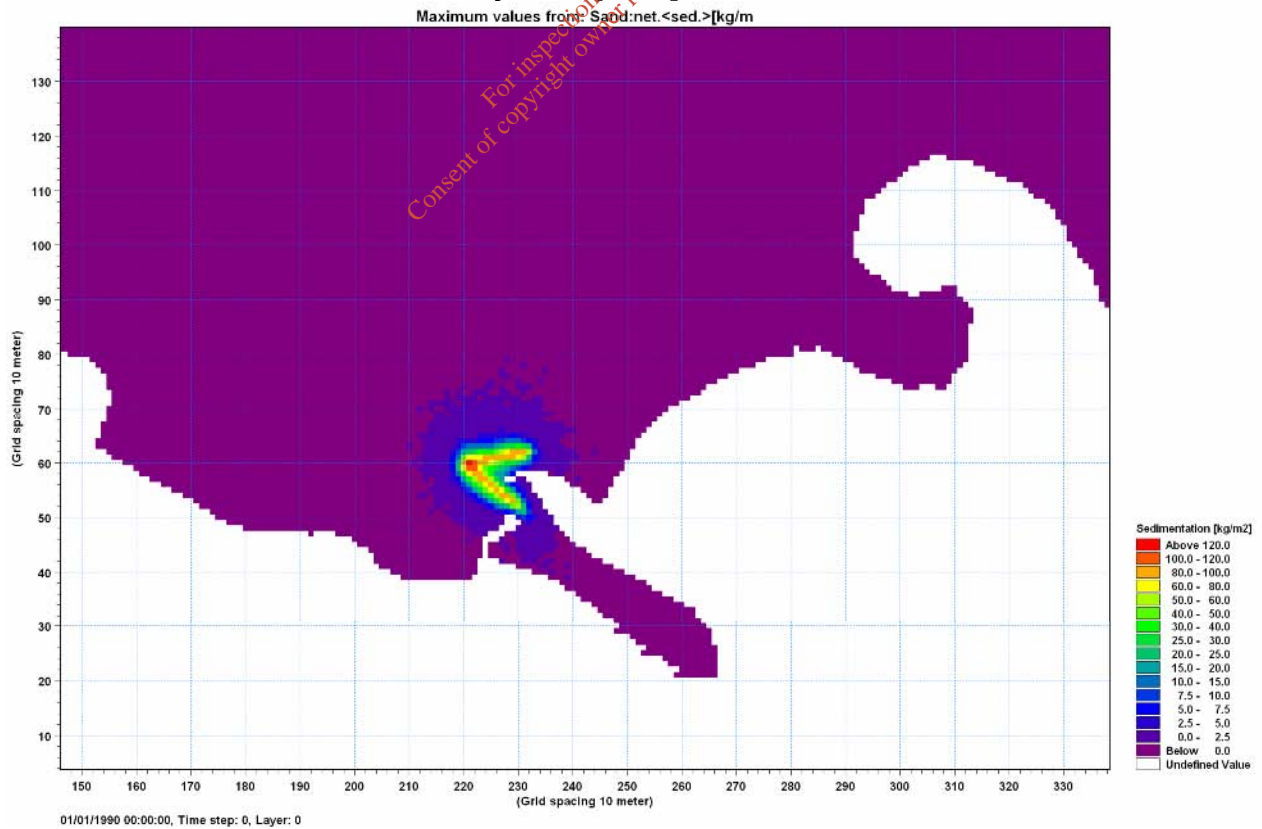 Maximum values from: Sand:net.<sed.>[kg/m
For inspection
Consent of copyright owner
130
120
110
100
90
80
70
60
50
40
30
20
10
(Grid spacing 10 meter)
150 160 170 180 190 200 210 220 230 240 250 260 270 280 290 300 310 320 330
(Grid spacing 10 meter)
01/01/1990 00:00:00, Time step: 0, Layer: 0
Sedimentation [kg/m2]
Above 120.0
100.0 - 120.0
80.0 - 100.0
60.0 - 80.0
50.0 - 60.0
40.0 - 50.0
30.0 - 40.0
25.0 - 30.0
20.0 - 25.0
15.0 - 20.0
10.0 - 15.0
7.5 - 10.0
5.0 - 7.5
2.5 - 5.0
0.0 - 2.5
Below 0.0
Undefined Value